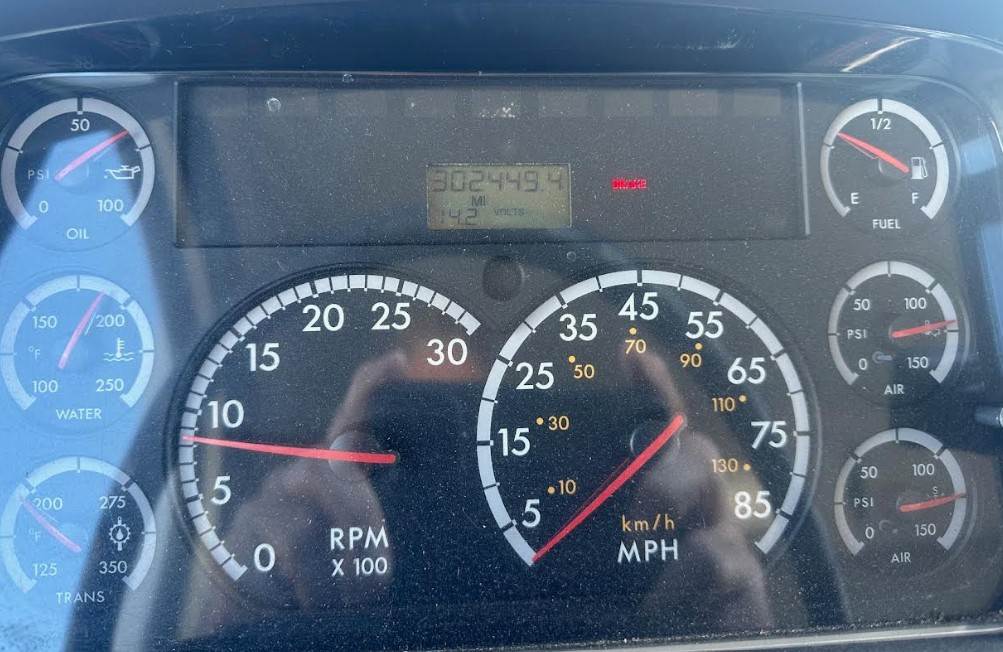 50
PSI
0 100
OIL
302449.4
MI
14.2 VOLTS
BRAKE
1/2
E F
FUEL
150 200
°F
100 250
WATER
0 5 10 15 20 25 30
RPM
X 100
5 15 25 35 45 55 65 75 85
10 30 50 70 90 110 130
km/h
MPH
50 100
PSI
0 150
AIR
200 275
°F
125 350
TRANS
50 100
PSI
0 150
AIR